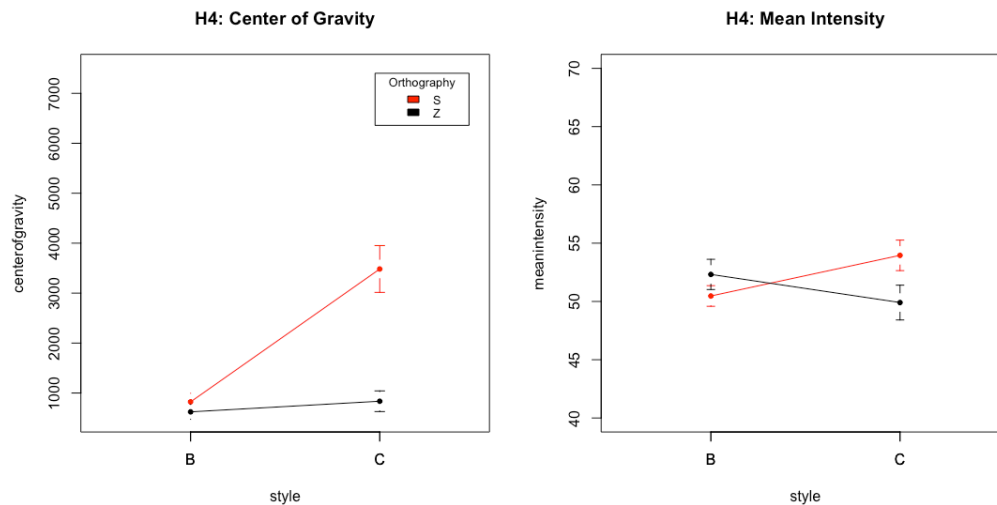 H4: Center of Gravity
centerofgravity
7000
6000
5000
4000
3000
2000
1000
Orthography
S
Z
B C
style
H4: Mean Intensity
meanintensity
70
65
60
55
50
45
40
B C
style